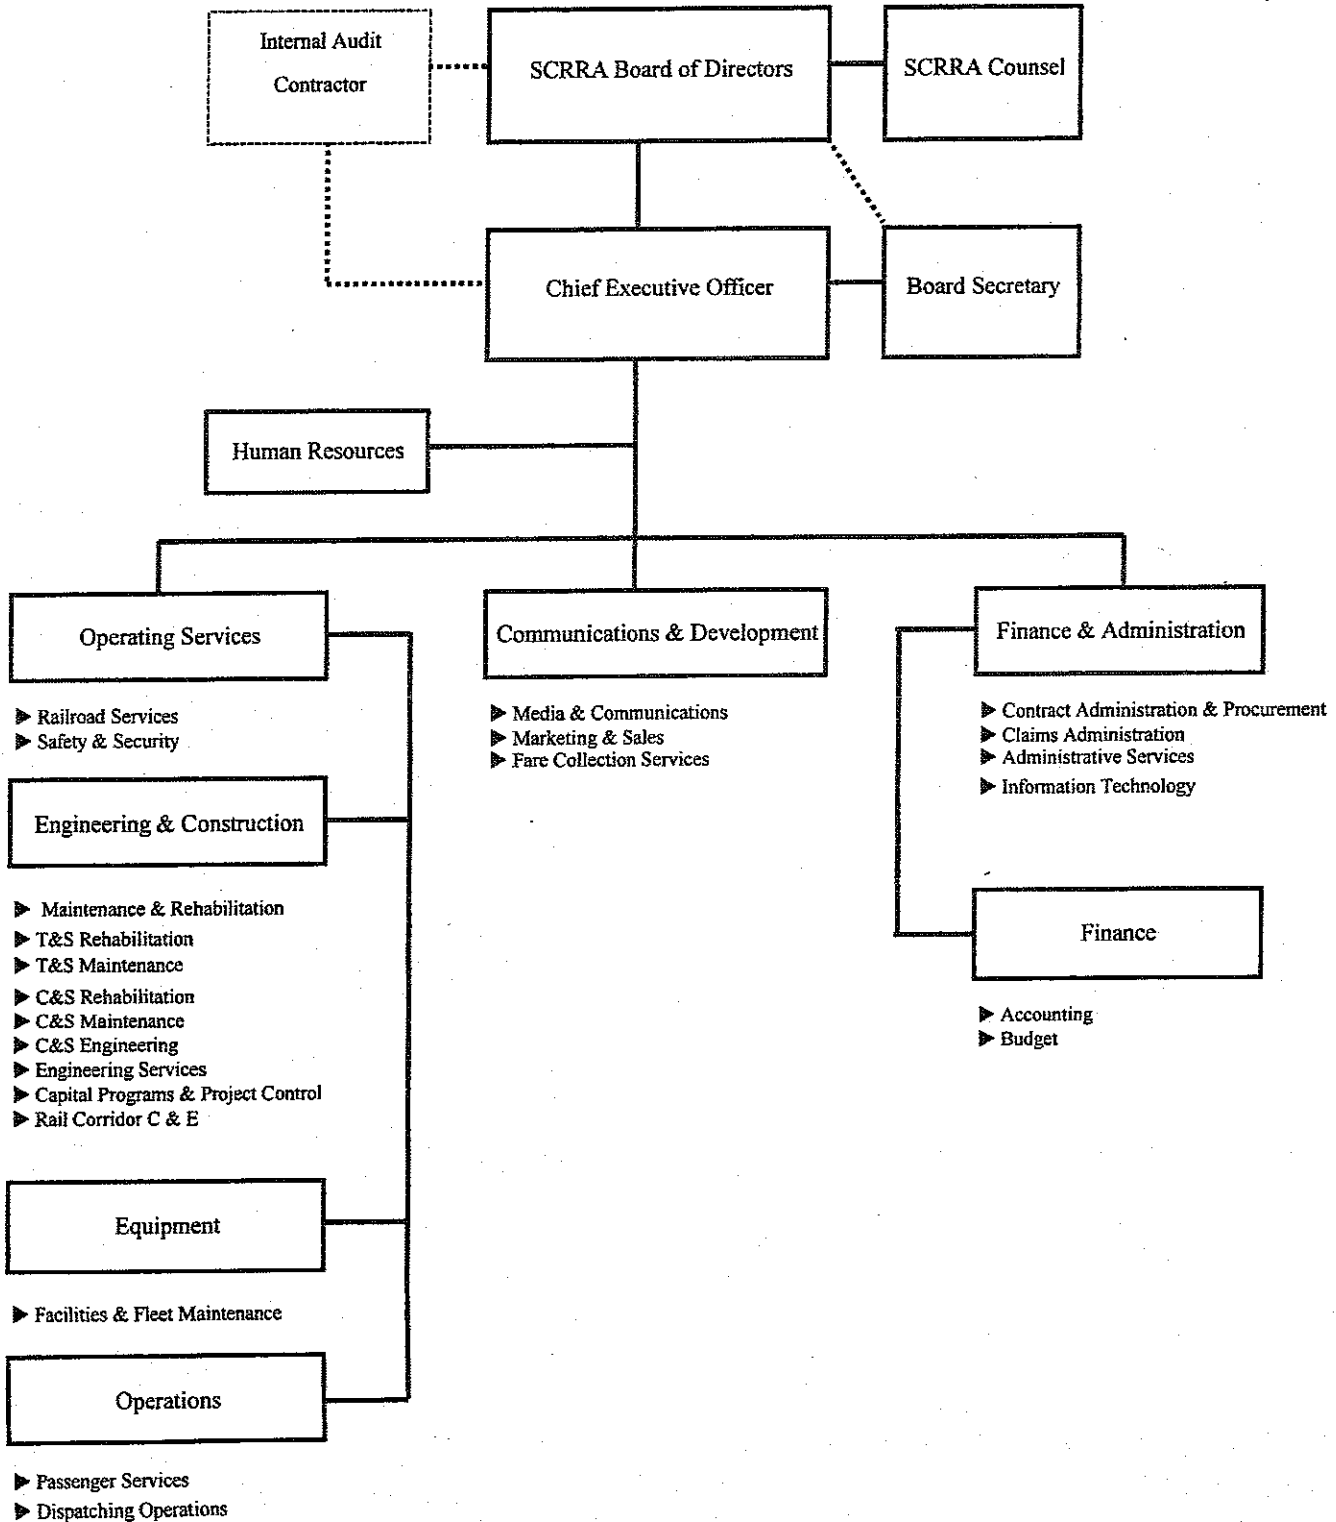 Internal Audit
Contractor
SCRRA Board of Directors
SCRRA Counsel
Chief Executive Officer
Board Secretary
Human Resources
Operating Services
Communications & Development
Finance & Administration
Railroad Services
Safety & Security
Media & Communications
Marketing & Sales
Fare Collection Services
Contract Administration & Procurement
Claims Administration
Administrative Services
Information Technology
Engineering & Construction
Maintenance & Rehabilitation
T&S Rehabilitation
T&S Maintenance
C&S Rehabilitation
C&S Maintenance
C&S Engineering
Engineering Services
Capital Programs & Project Control
Rail Corridor C & E
Finance
Accounting
Budget
Equipment
Facilities & Fleet Maintenance
Operations
Passenger Services
Dispatching Operations